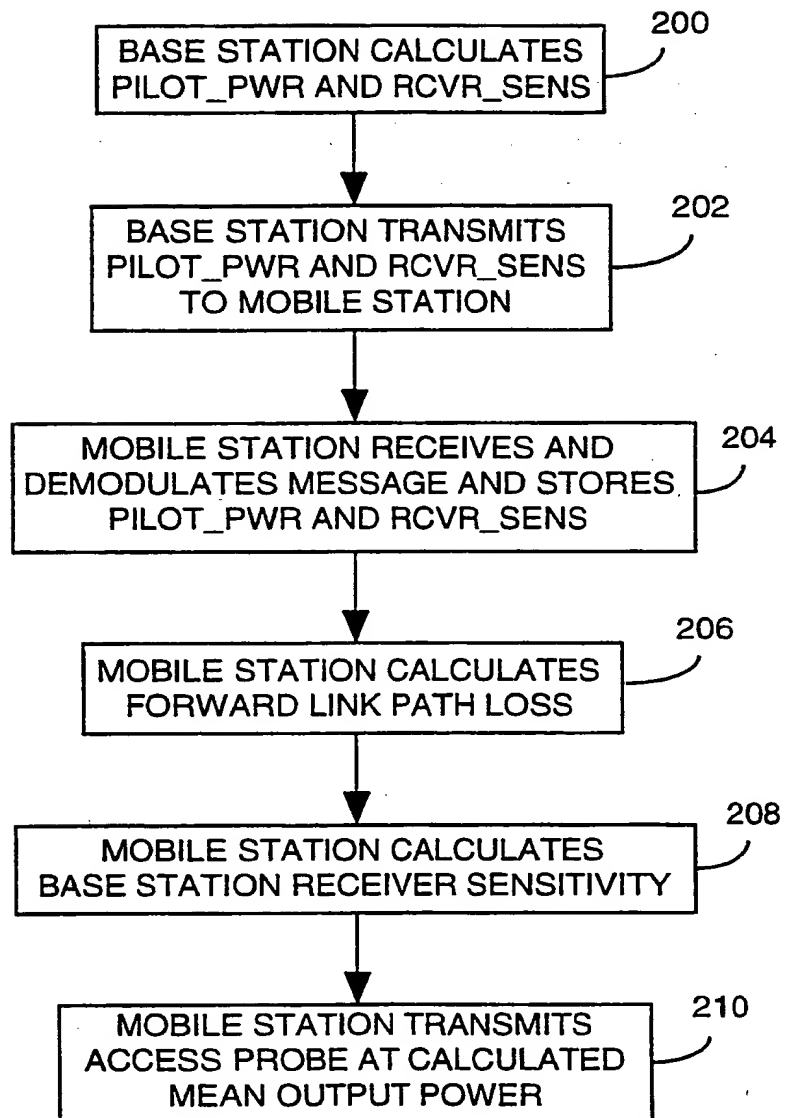 200
BASE STATION CALCULATES
PILOT_PWR AND RCVR_SENS
202
BASE STATION TRANSMITS
PILOT_PWR AND RCVR_SENS
TO MOBILE STATION
204
MOBILE STATION RECEIVES AND
DEMODULATES MESSAGE AND STORES
PILOT_PWR AND RCVR_SENS
206
MOBILE STATION CALCULATES
FORWARD LINK PATH LOSS
208
MOBILE STATION CALCULATES
BASE STATION RECEIVER SENSITIVITY
210
MOBILE STATION TRANSMITS
ACCESS PROBE AT CALCULATED
MEAN OUTPUT POWER